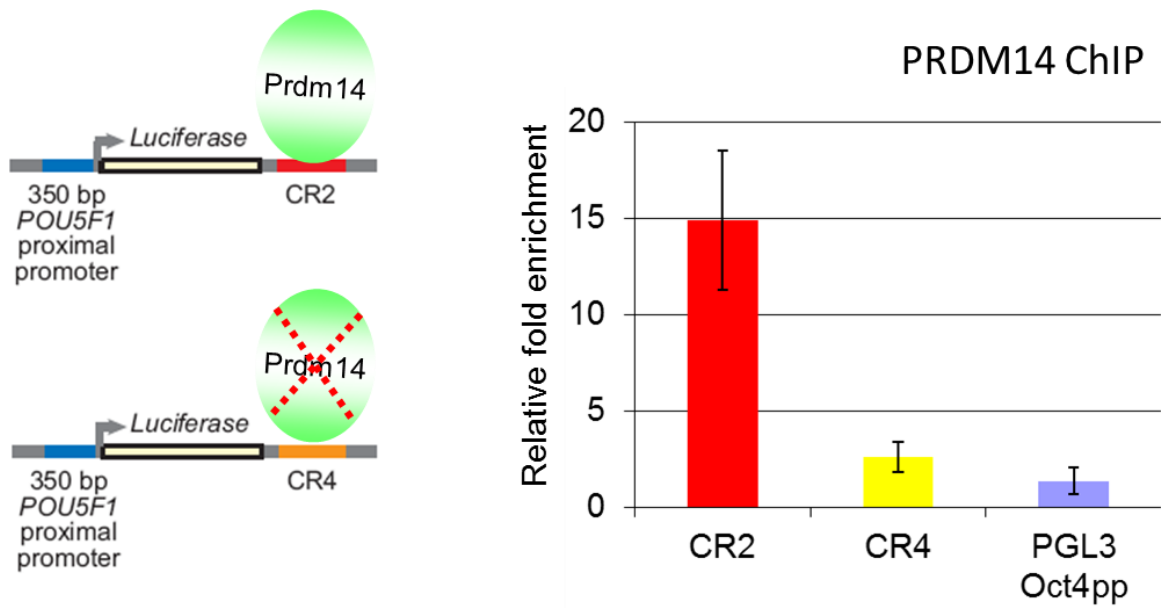 Prdm14
Luciferase
350 bp
POU5F1
proximal
promoter
CR2
Prdm14
Luciferase
350 bp
POU5F1
proximal
promoter
CR4
PRDM14 ChIP
Relative fold enrichment
20
15
10
5
0
CR2
CR4
PGL3
Oct4pp